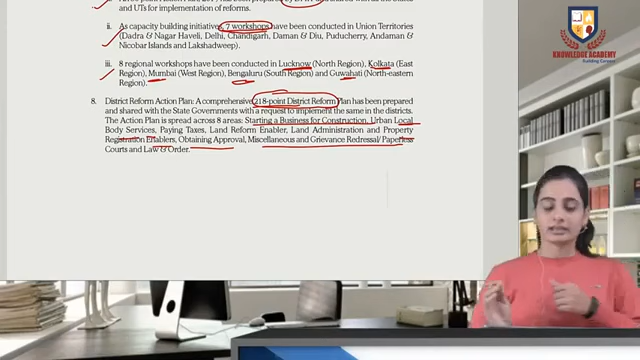 and UTs for implementation of reforms.
ii. As capacity building initiatives, 7 workshops have been conducted in Union Territories
(Dadra & Nagar Haveli, Delhi, Chandigarh, Daman & Diu, Puducherry, Andaman &
Nicobar Islands and Lakshadweep).
iii. 8 regional workshops have been conducted in Lucknow (North Region), Kolkata (East
Region), Mumbai (West Region), Bengaluru (South Region) and Guwahati (North-eastern
Region).
8. District Reform Action Plan: A comprehensive 218-point District Reform Plan has been prepared
and shared with the State Governments with a request to implement the same in the districts.
The Action Plan is spread across 8 areas: Starting a Business for Construction, Urban Local
Body Services, Paying Taxes, Land Reform Enabler, Land Administration and Property
Registration Enablers, Obtaining Approval, Miscellaneous and Grievance Redressal/ Paperless
Courts and Law & Order.
KNOWLEDGE ACADEMY
Building Career